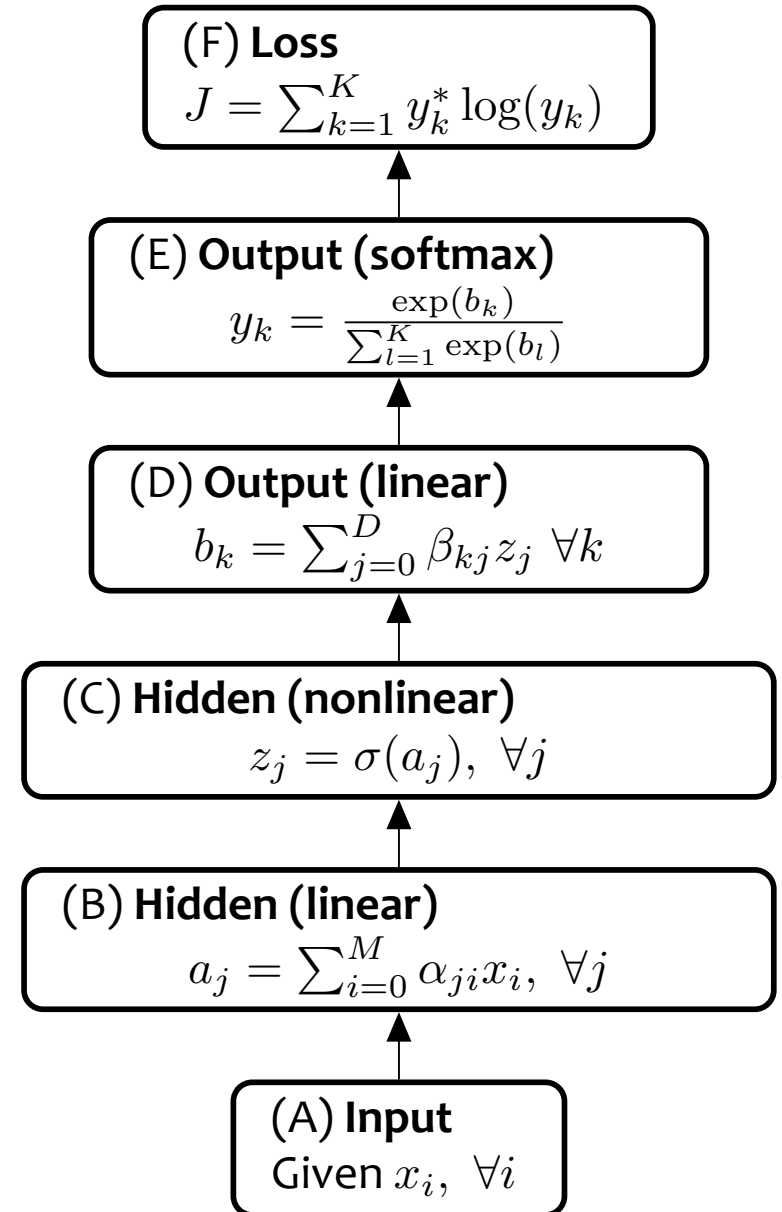 (F) Loss
J = \sum_{k=1}^{K} y_k^* \log(y_k)
(E) Output (softmax)
y_k = \frac{\exp(b_k)}{\sum_{l=1}^{K} \exp(b_l)}
(D) Output (linear)
b_k = \sum_{j=0}^{D} \beta_{kj} z_j \ \forall k
(C) Hidden (nonlinear)
z_j = \sigma(a_j), \ \forall j
(B) Hidden (linear)
a_j = \sum_{i=0}^{M} \alpha_{ji} x_i, \ \forall j
(A) Input
Given x_i, \ \forall i